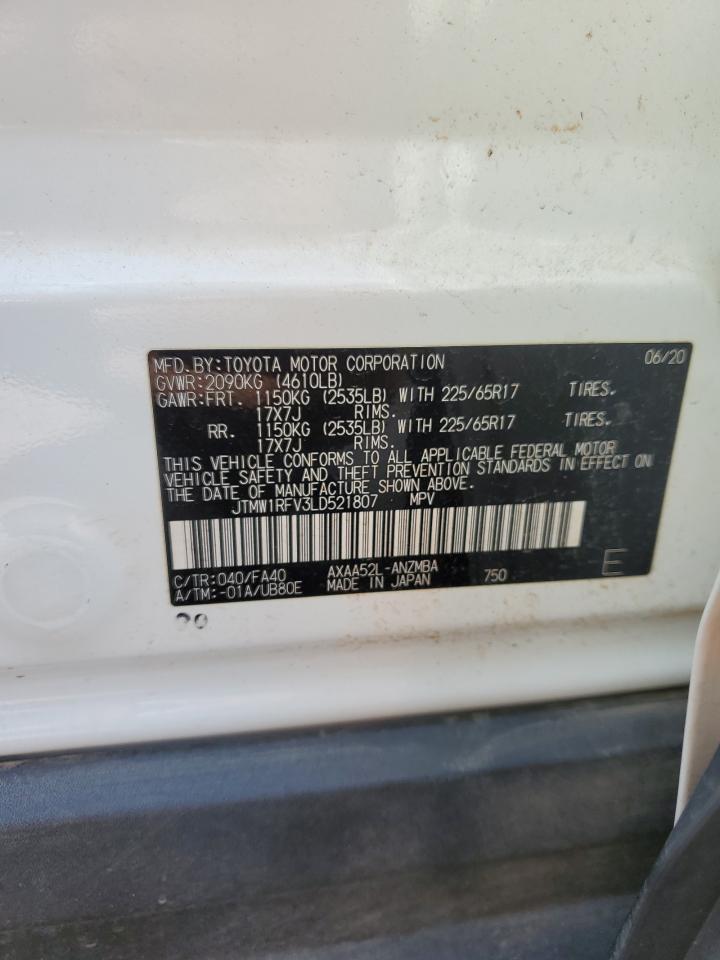 MFD. BY: TOYOTA MOTOR CORPORATION 06/20
GVWR: 2090KG (4610LB)
GAWR: FRT. 1150KG (2535LB) WITH 225/65R17 TIRES.
17X7J RIMS.
RR. 1150KG (2535LB) WITH 225/65R17 TIRES.
17X7J RIMS.
THIS VEHICLE CONFORMS TO ALL APPLICABLE FEDERAL MOTOR
VEHICLE SAFETY AND THEFT PREVENTION STANDARDS IN EFFECT ON
THE DATE OF MANUFACTURE SHOWN ABOVE.
JTMW1RFV3LD521807 MPV
C/TR: 040/FA40 AXAA52L-ANZMBA 750 E
A/TM: -01A/UB80E MADE IN JAPAN